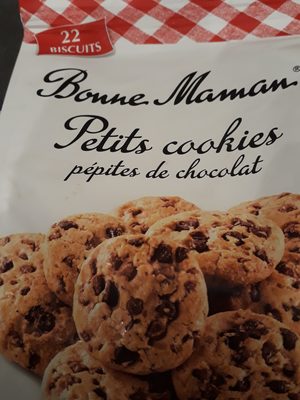 22
BISCUITS
Bonne Maman®
Petits cookies
pépites de chocolat